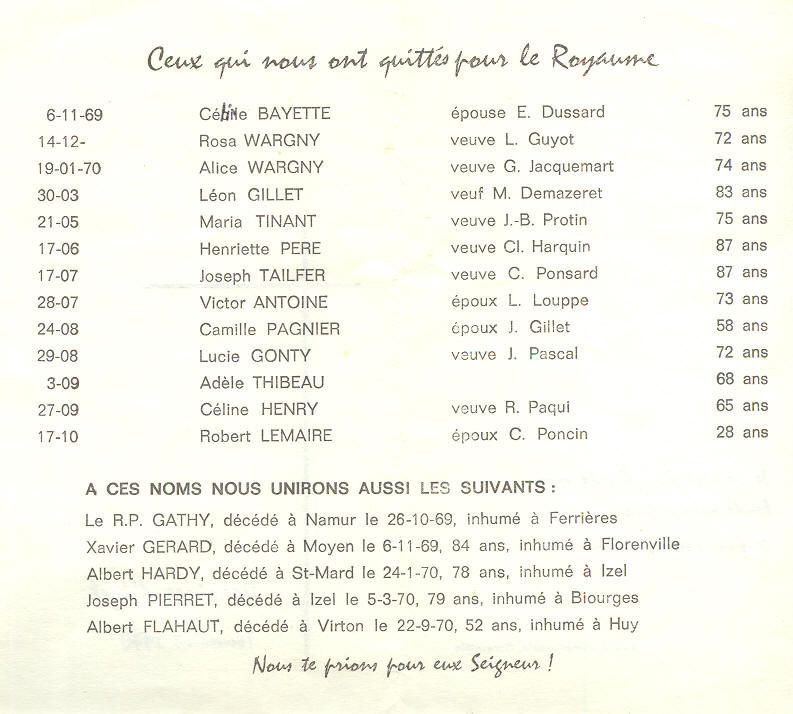 Ceux qui nous ont quittés pour le Royaume
6-11-69 Céline BAYETTE épouse E. Dussard 75 ans
14-12- Rosa WARGNY veuve L. Guyot 72 ans
19-01-70 Alice WARGNY veuve G. Jacquemart 74 ans
30-03 Léon GILLET veuf M. Demazeret 83 ans
21-05 Maria TINANT veuve J.-B. Protin 75 ans
17-06 Henriette PERE veuve Cl. Harquin 87 ans
17-07 Joseph TAILFER veuve C. Ponsard 87 ans
28-07 Victor ANTOINE époux L. Louppe 73 ans
24-08 Camille PAGNIER époux J. Gillet 58 ans
29-08 Lucie GONTY veuve J. Pascal 72 ans
3-09 Adèle THIBEAU 68 ans
27-09 Céline HENRY veuve R. Paqui 65 ans
17-10 Robert LEMAIRE époux C. Poncin 28 ans
A CES NOMS NOUS UNIRONS AUSSI LES SUIVANTS :
Le R.P. GATHY, décédé à Namur le 26-10-69, inhumé à Ferrières
Xavier GERARD, décédé à Moyen le 6-11-69, 84 ans, inhumé à Florenville
Albert HARDY, décédé à St-Mard le 24-1-70, 78 ans, inhumé à Izel
Joseph PIERRET, décédé à Izel le 5-3-70, 79 ans, inhumé à Biourges
Albert FLAHAUT, décédé à Virton le 22-9-70, 52 ans, inhumé à Huy
Nous te prions pour eux Seigneur !